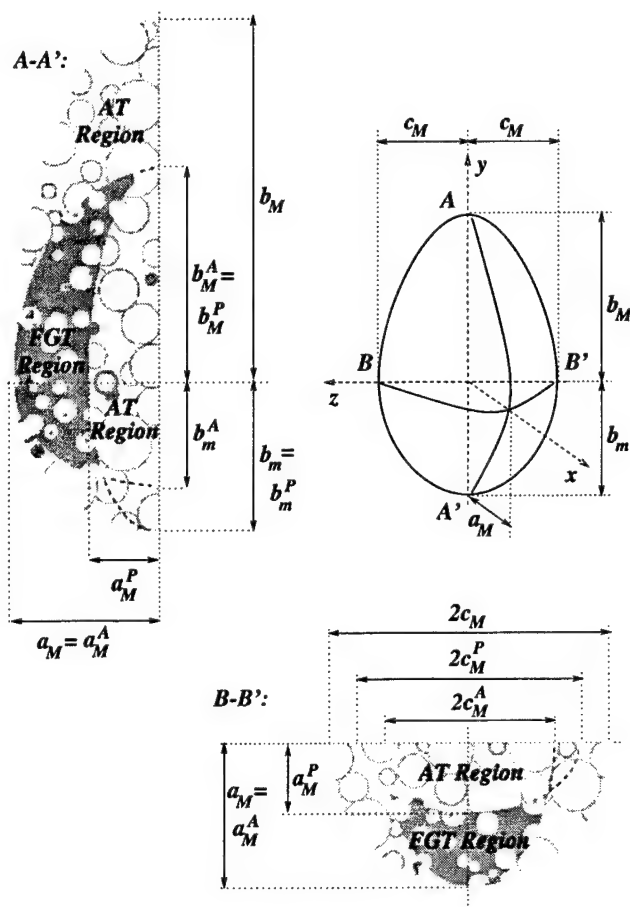 A-A':
AT
Region
b_M
b_M^A =
b_M^P
FGT
Region
AT
Region
b_m^A
b_m =
b_m^P
a_M^P
a_M = a_M^A
c_M c_M
y
A
b_M
B B'
z
b_m
x
A'
a_M
2c_M
2c_M^P
B-B':
2c_M^A
a_M =
a_M^A
a_M^P
AT Region
FGT Region